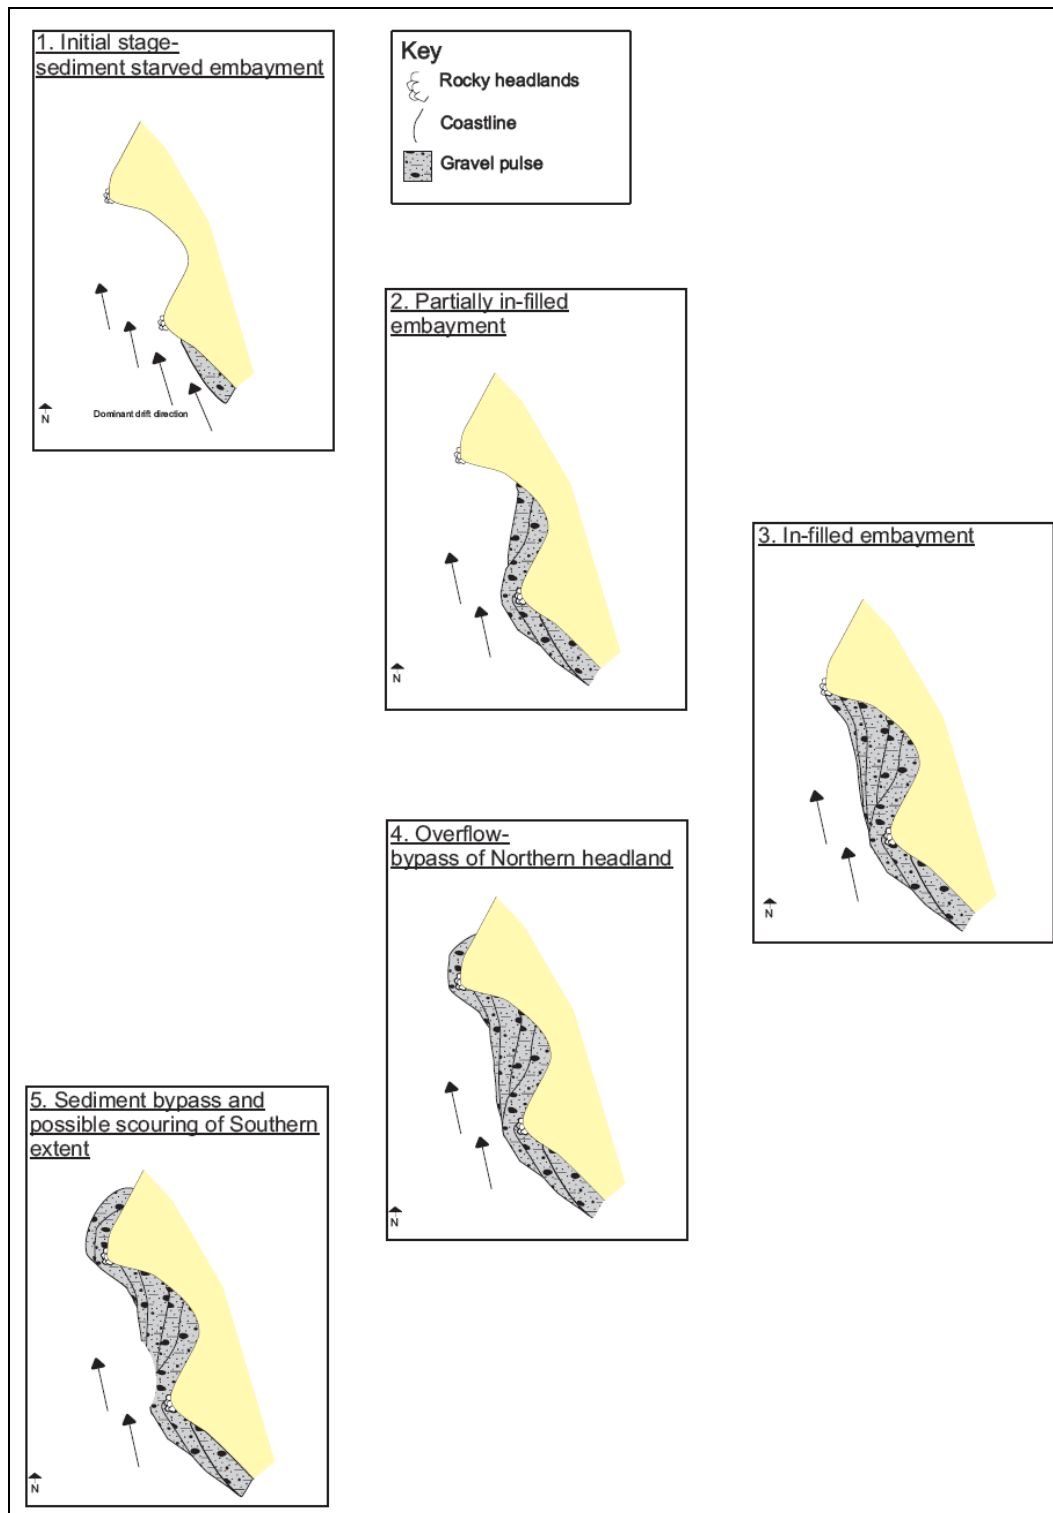 1. Initial stage-
sediment starved embayment
Dominant drift direction
N
Key
Rocky headlands
Coastline
Gravel pulse
2. Partially in-filled
embayment
N
3. In-filled embayment
N
4. Overflow-
bypass of Northern headland
N
5. Sediment bypass and
possible scouring of Southern
extent
N